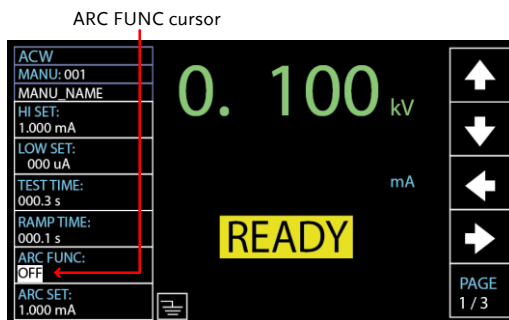 ARC FUNC cursor
ACW
MANU: 001
MANU_NAME
HI SET:
1.000 mA
LOW SET:
000 uA
TEST TIME:
000.3 s
RAMP TIME:
000.1 s
ARC FUNC:
OFF
ARC SET:
1.000 mA
0. 100 kV
mA
READY
PAGE
1 / 3